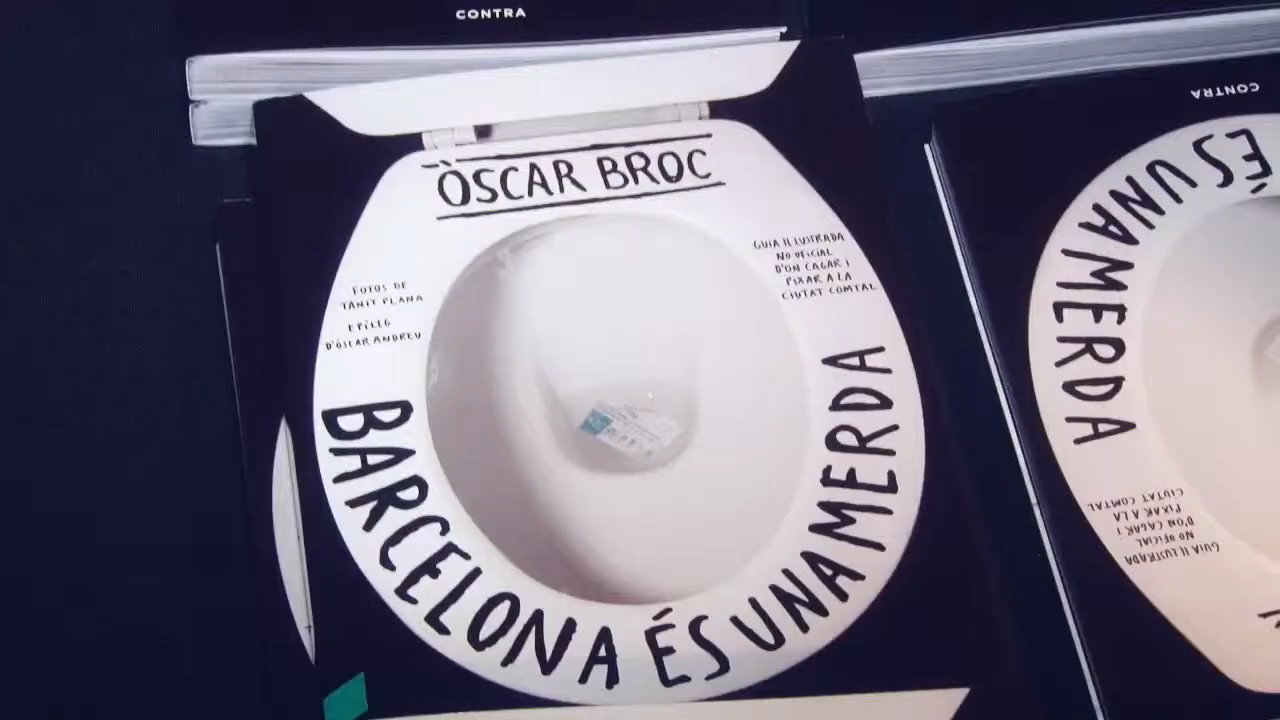 CONTRA
ÒSCAR BROC
FOTOS DE
TANIT PLANA
EPÍLEG
D'ÒSCAR ANDREU
GUIA IL·LUSTRADA
NO OFICIAL
D'ON CAGAR I
PIXAR A LA
CIUTAT COMTAL
BARCELONA ÉS UNA MERDA
CONTRA
ÉS UNA MERDA
GUIA IL·LUSTRADA
NO OFICIAL
D'ON CAGAR I
PIXAR A LA
CIUTAT COMTAL